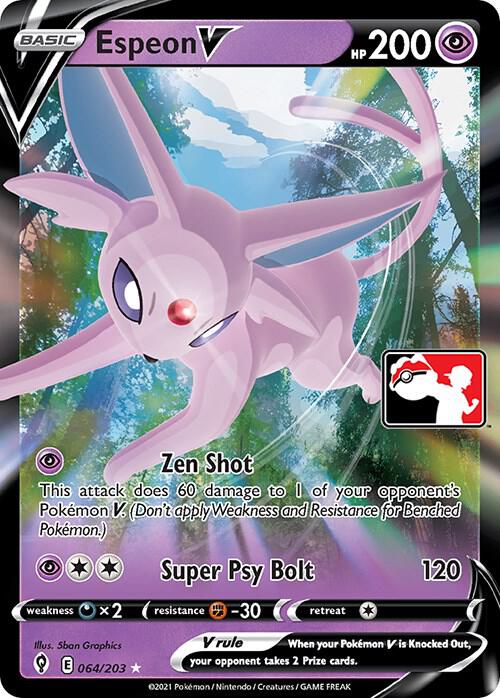 BASIC Espeon V HP 200
Zen Shot
This attack does 60 damage to 1 of your opponent's
Pokémon V. (Don't apply Weakness and Resistance for Benched
Pokémon.)
Super Psy Bolt 120
weakness ×2 resistance -30 retreat
Illus. 5ban Graphics
V rule When your Pokémon V is Knocked Out,
your opponent takes 2 Prize cards.
E 064/203
©2021 Pokémon / Nintendo / Creatures / GAME FREAK